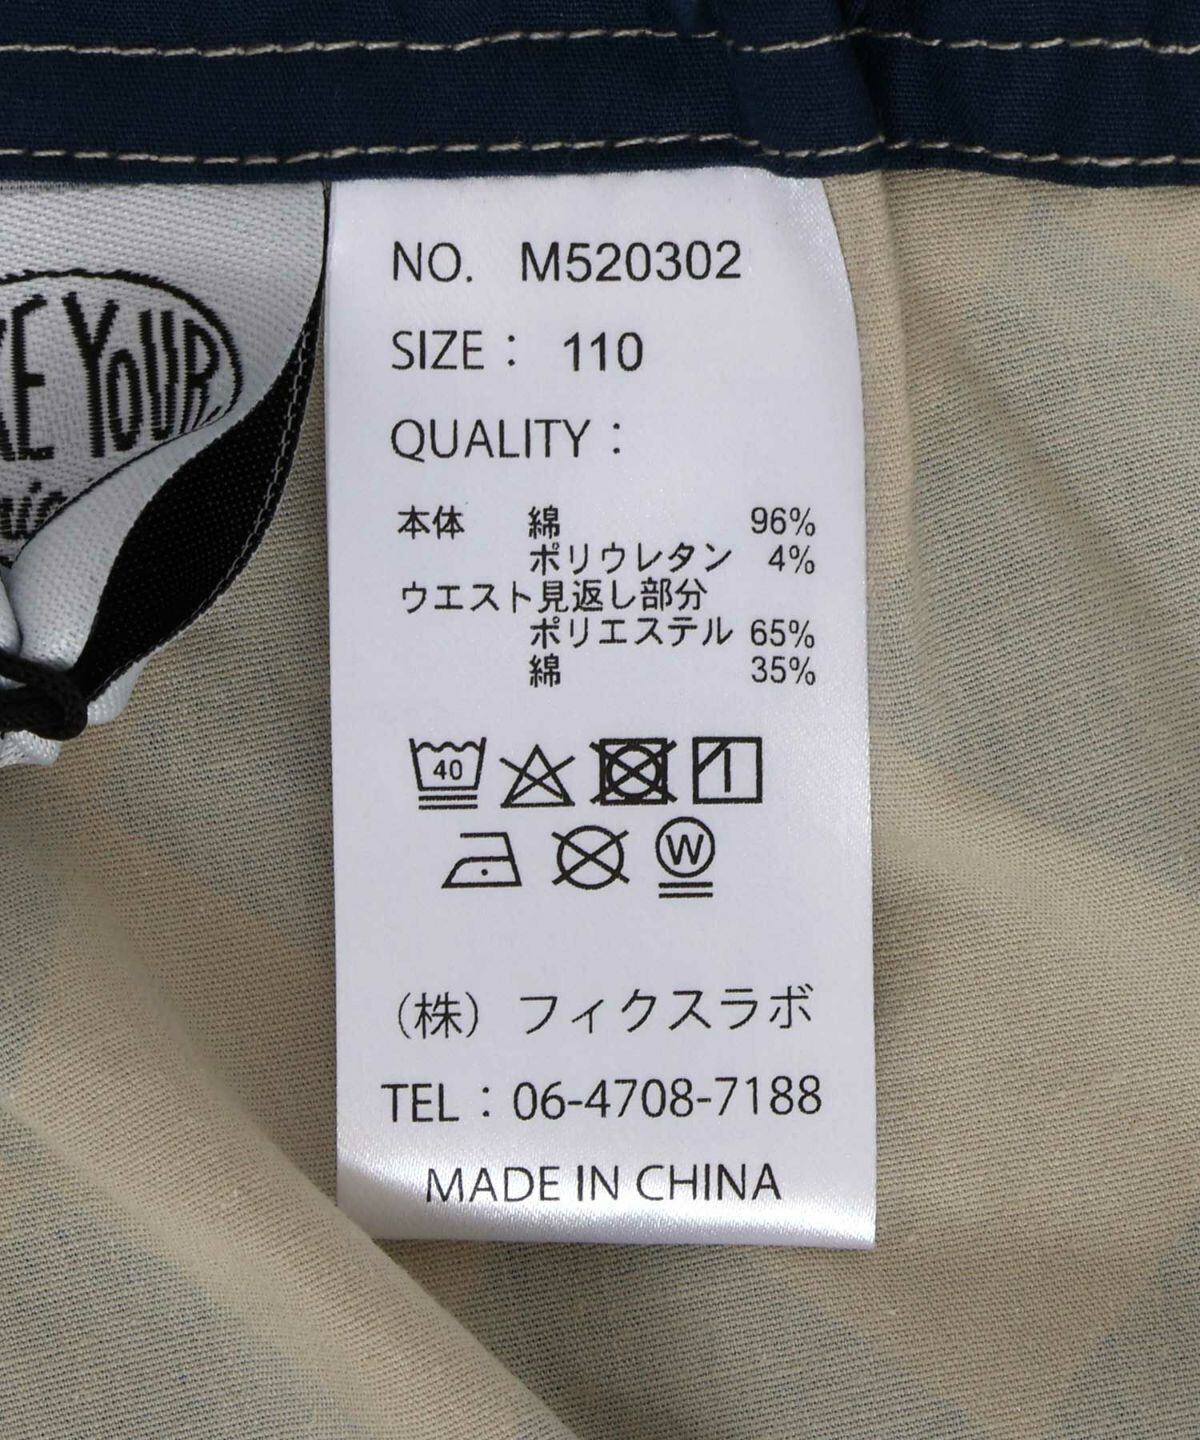 YOUR
NO. M520302
SIZE : 110
QUALITY :
本体 綿 96%
ポリウレタン 4%
ウエスト見返し部分
ポリエステル 65%
綿 35%
40
W
(株) フィクスラボ
TEL : 06-4708-7188
MADE IN CHINA